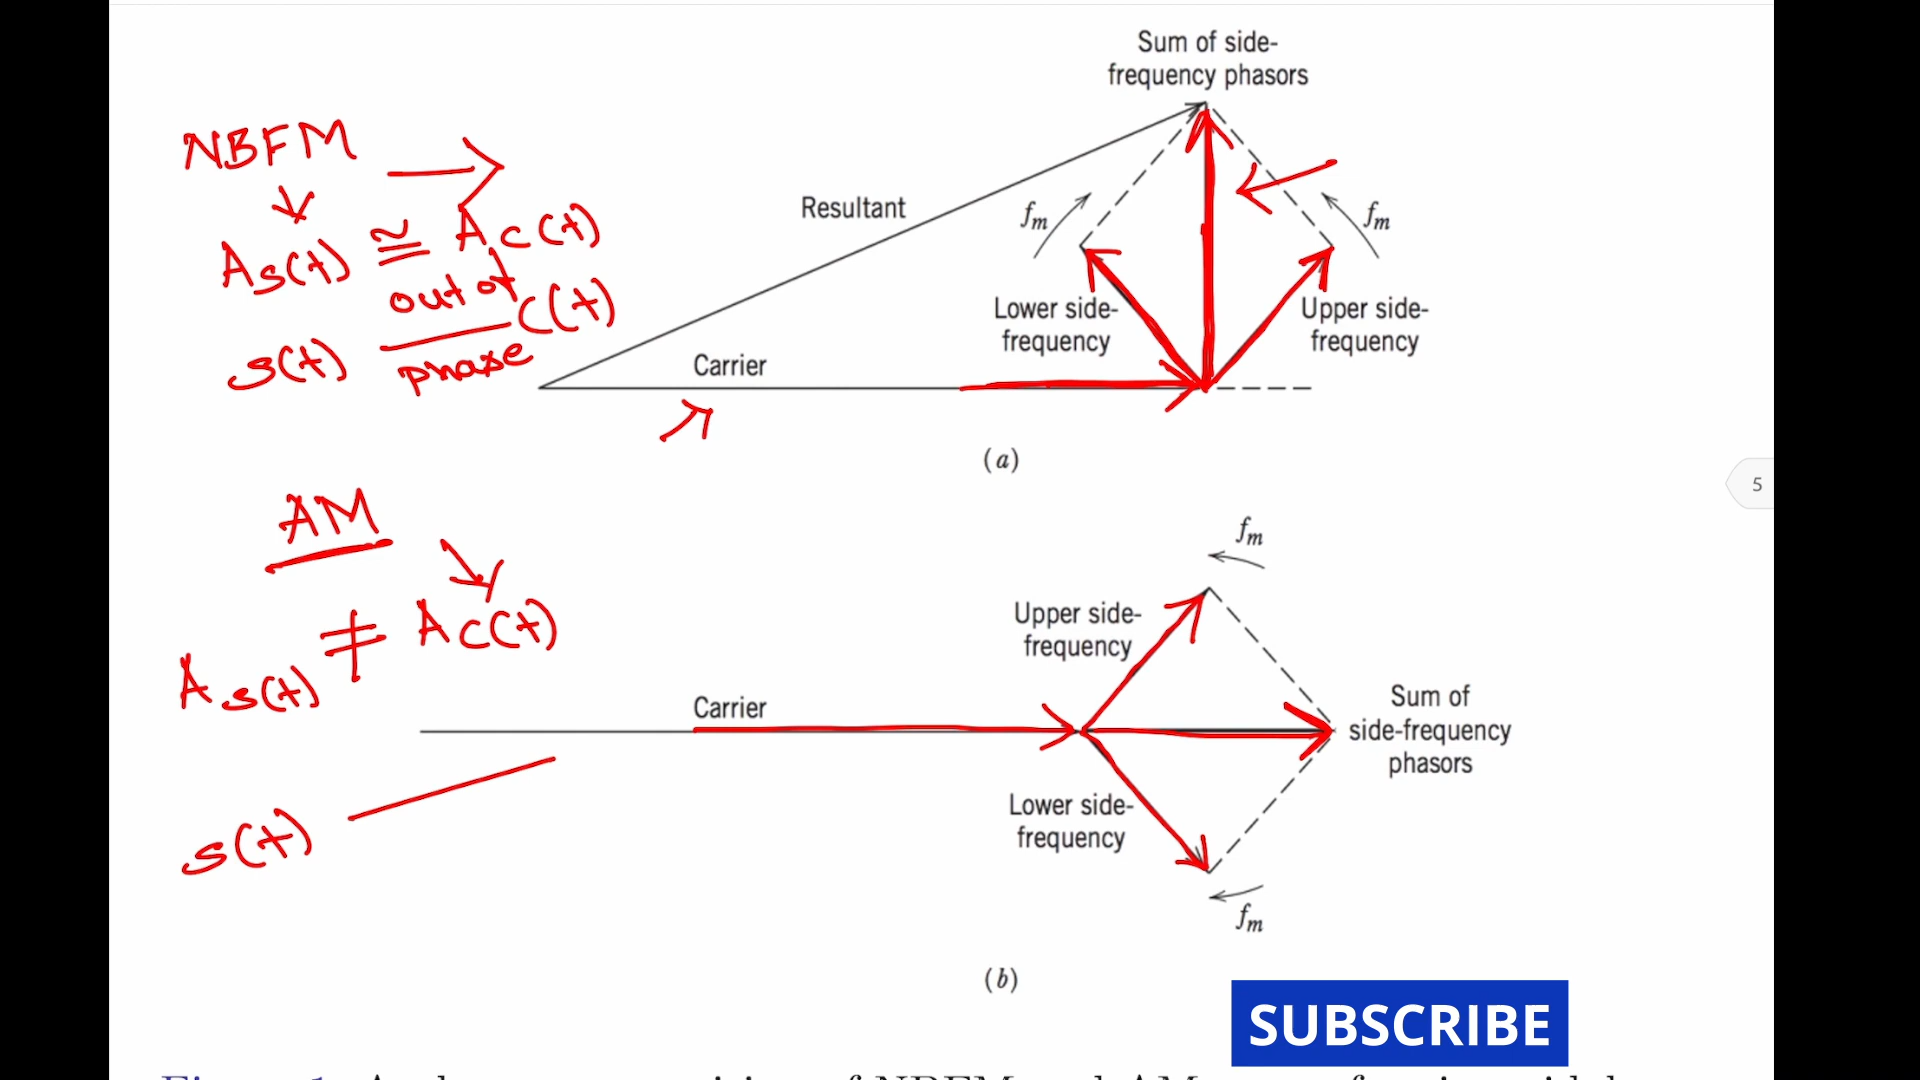 Sum of side-
frequency phasors
NBFM
Resultant
fm
fm
As(t) ≅ Ac(t)
out of
s(t) c(t)
phase
Lower side-
frequency
Upper side-
frequency
Carrier
(a)
5
AM
fm
As(t) ≠ Ac(t)
Upper side-
frequency
Carrier
Sum of
side-frequency
phasors
Lower side-
frequency
s(t)
fm
(b)
SUBSCRIBE